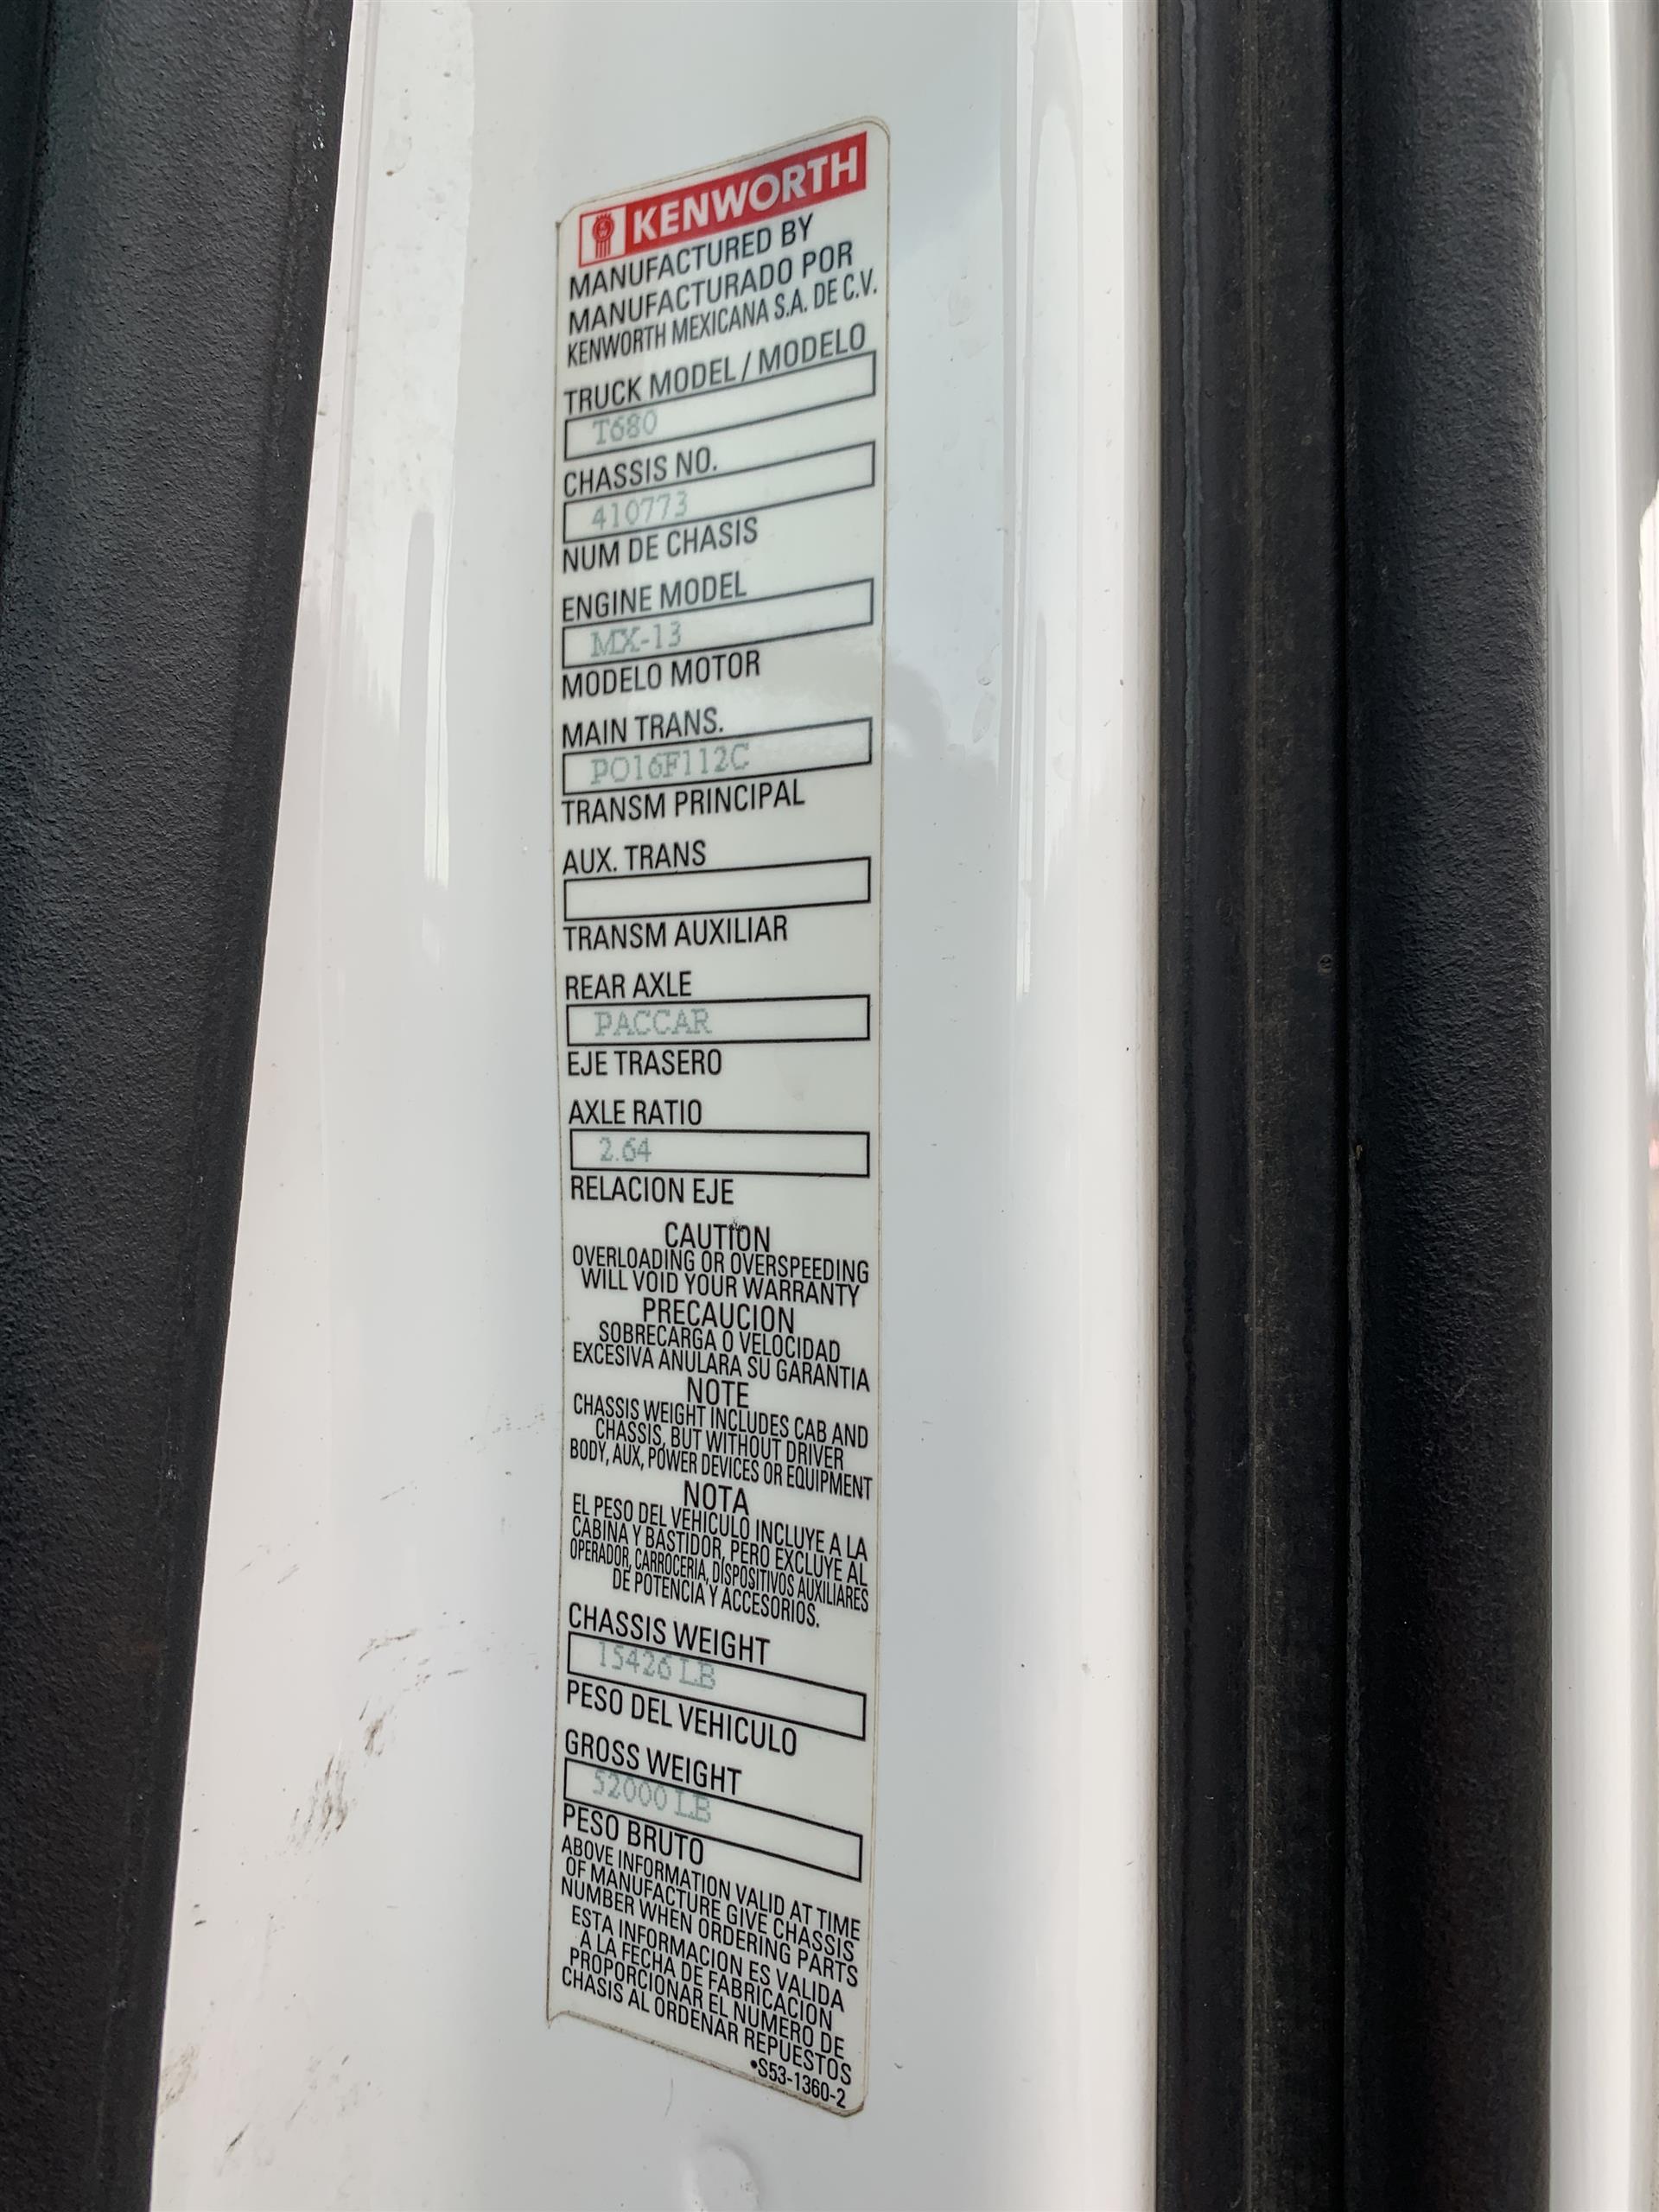 KENWORTH
MANUFACTURED BY
MANUFACTURADO POR
KENWORTH MEXICANA S.A. DE C.V.
TRUCK MODEL / MODELO
T680
CHASSIS NO.
410773
NUM DE CHASIS
ENGINE MODEL
MX-13
MODELO MOTOR
MAIN TRANS.
PO16F112C
TRANSM PRINCIPAL
AUX. TRANS
TRANSM AUXILIAR
REAR AXLE
PACCAR
EJE TRASERO
AXLE RATIO
2.64
RELACION EJE
CAUTION
OVERLOADING OR OVERSPEEDING
WILL VOID YOUR WARRANTY
PRECAUCION
SOBRECARGA O VELOCIDAD
EXCESIVA ANULARA SU GARANTIA
NOTE
CHASSIS WEIGHT INCLUDES CAB AND
CHASSIS, BUT WITHOUT DRIVER
BODY, AUX, POWER DEVICES OR EQUIPMENT
NOTA
EL PESO DEL VEHICULO INCLUYE A LA
CABINA Y BASTIDOR, PERO EXCLUYE AL
OPERADOR, CARROCERIA, DISPOSITIVOS AUXILIARES
DE POTENCIA Y ACCESORIOS.
CHASSIS WEIGHT
15426 LB
PESO DEL VEHICULO
GROSS WEIGHT
52000 LB
PESO BRUTO
ABOVE INFORMATION VALID AT TIME
OF MANUFACTURE GIVE CHASSIS
NUMBER WHEN ORDERING PARTS
ESTA INFORMACION ES VALIDA
A LA FECHA DE FABRICACION
PROPORCIONAR EL NUMERO DE
CHASIS AL ORDENAR REPUESTOS
•S53-1360-2